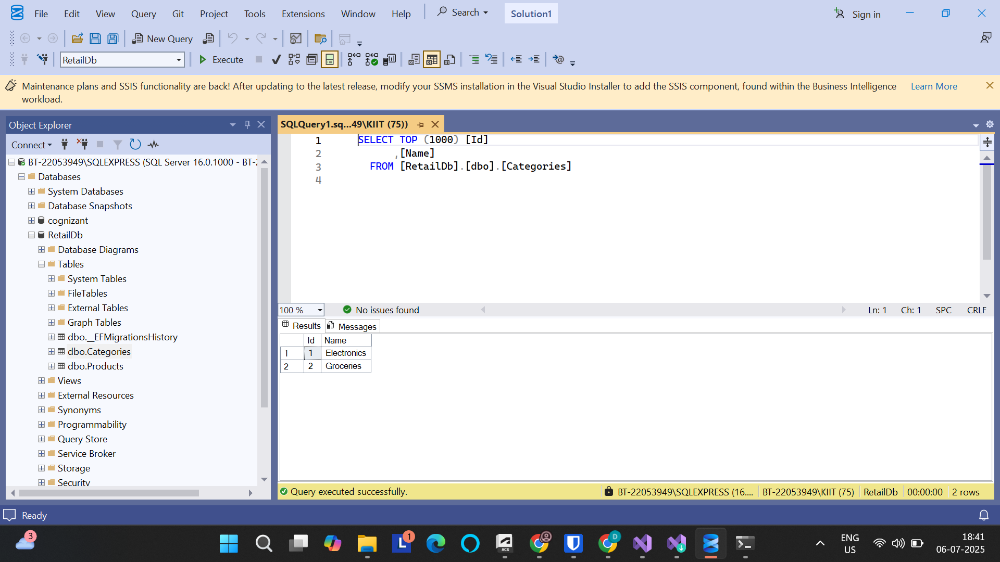 File Edit View Query Git Project Tools Extensions Window Help Search Solution1 Sign in
New Query
RetailDb Execute
Maintenance plans and SSIS functionality are back! After updating to the latest release, modify your SSMS installation in the Visual Studio Installer to add the SSIS component, found within the Business Intelligence workload. Learn More
Object Explorer
Connect
BT-22053949\SQLEXPRESS (SQL Server 16.0.1000 - BT-2
Databases
System Databases
Database Snapshots
cognizant
RetailDb
Database Diagrams
Tables
System Tables
FileTables
External Tables
Graph Tables
dbo.__EFMigrationsHistory
dbo.Categories
dbo.Products
Views
External Resources
Synonyms
Programmability
Query Store
Service Broker
Storage
Security
SQLQuery1.sq...49\KIIT (75))
1 SELECT TOP (1000) [Id]
2 ,[Name]
3 FROM [RetailDb].[dbo].[Categories]
4
100 % No issues found Ln: 1 Ch: 1 SPC CRLF
Results Messages
Id Name
1 1 Electronics
2 2 Groceries
Query executed successfully. BT-22053949\SQLEXPRESS (16.... BT-22053949\KIIT (75) RetailDb 00:00:00 2 rows
Ready
3
L 1
ACS
D
ENG
US
18:41
06-07-2025